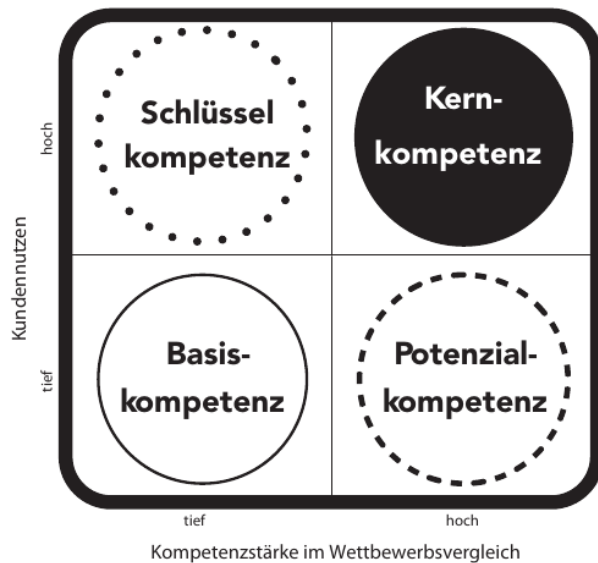 Schlüssel
kompetenz
Kern-
kompetenz
hoch
Kundennutzen
Basis-
kompetenz
Potenzial-
kompetenz
tief
tief
hoch
Kompetenzstärke im Wettbewerbsvergleich